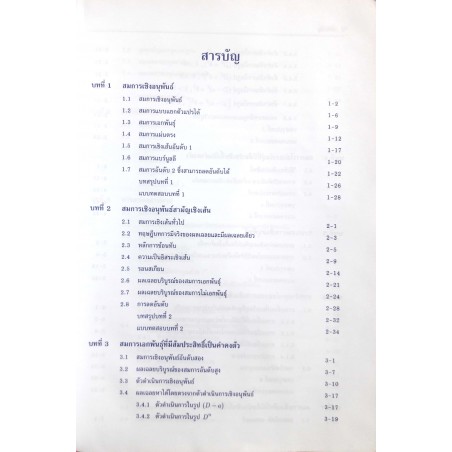 สารบัญ
บทที่ 1 สมการเชิงอนุพันธ์
1.1 สมการเชิงอนุพันธ์ 1-2
1.2 สมการแบบแยกตัวแปรได้ 1-6
1.3 สมการเอกพันธุ์ 1-9
1.4 สมการแม่นตรง 1-12
1.5 สมการเชิงเส้นอันดับ 1 1-17
1.6 สมการเบร์นูลลี 1-20
1.7 สมการอันดับ 2 ซึ่งสามารถลดอันดับได้ 1-22
บทสรุปบทที่ 1 1-26
แบบทดสอบบทที่ 1 1-28
บทที่ 2 สมการเชิงอนุพันธ์สามัญเชิงเส้น
2.1 สมการเชิงเส้นทั่วไป 2-1
2.2 ทฤษฎีบทการมีจริงของผลเฉลยและมีผลเฉลยเดียว 2-3
2.3 หลักการซ้อนทับ 2-5
2.4 ความเป็นอิสระเชิงเส้น 2-9
2.5 รอนสเกียน 2-14
2.6 ผลเฉลยบริบูรณ์ของสมการเอกพันธุ์ 2-21
2.7 ผลเฉลยบริบูรณ์ของสมการไม่เอกพันธุ์ 2-24
2.8 การลดอันดับ 2-28
บทสรุปบทที่ 2 2-32
แบบทดสอบบทที่ 2 2-34
บทที่ 3 สมการเอกพันธุ์ที่มีสัมประสิทธิ์เป็นค่าคงตัว
3.1 สมการเชิงอนุพันธ์อันดับสอง 3-1
3.2 ผลเฉลยบริบูรณ์ของสมการอันดับสูง 3-7
3.3 ตัวดำเนินการเชิงอนุพันธ์ 3-10
3.4 ผลเฉลยหาได้โดยตรงจากตัวดำเนินการเชิงอนุพันธ์ 3-17
3.4.1 ตัวดำเนินการในรูป (D - a) 3-17
3.4.2 ตัวดำเนินการในรูป Dⁿ 3-19